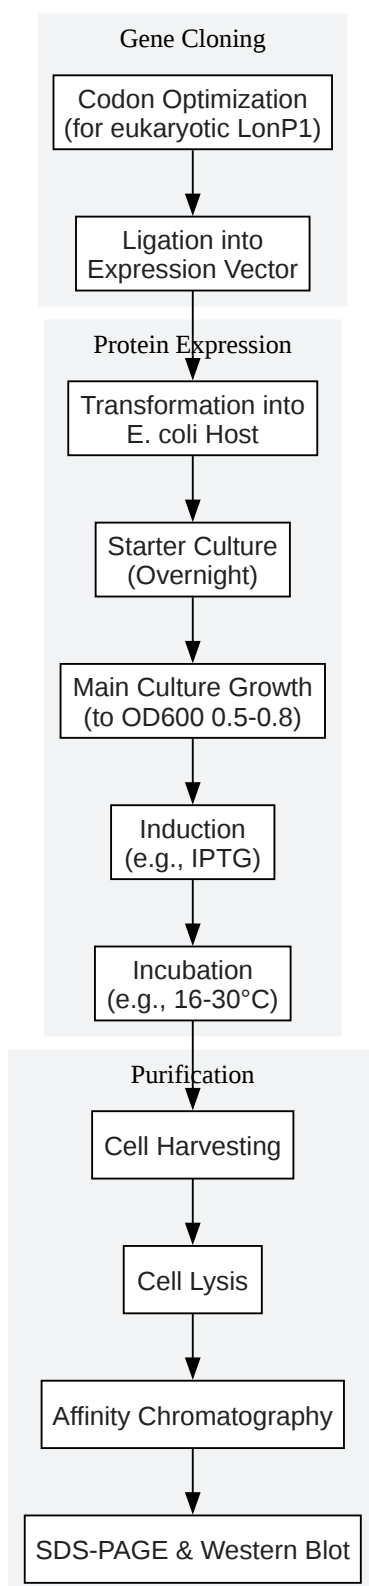 Gene Cloning
Codon Optimization
(for eukaryotic LonP1)
Ligation into
Expression Vector
Protein Expression
Transformation into
E. coli Host
Starter Culture
(Overnight)
Main Culture Growth
(to OD600 0.5-0.8)
Induction
(e.g., IPTG)
Incubation
(e.g., 16-30°C)
Purification
Cell Harvesting
Cell Lysis
Affinity Chromatography
SDS-PAGE & Western Blot